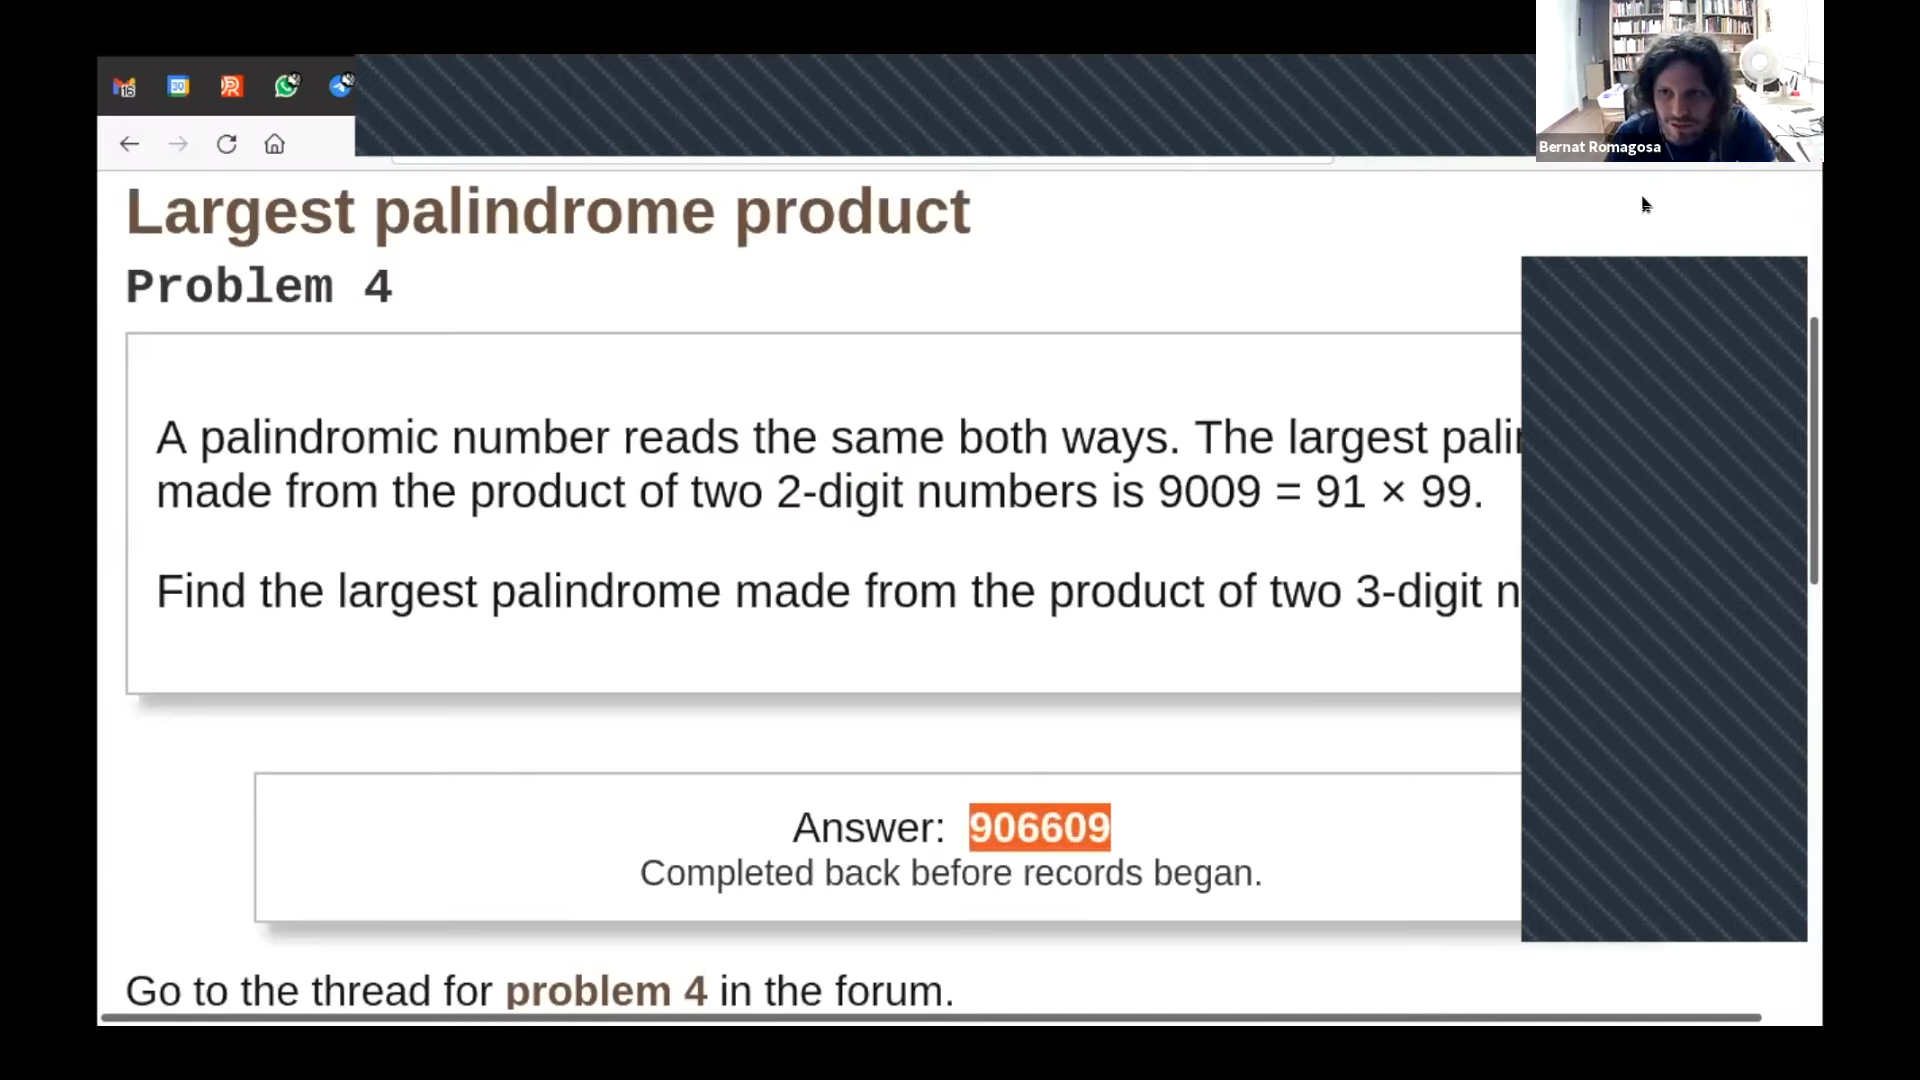 16
30
Bernat Romagosa
Largest palindrome product
Problem 4
A palindromic number reads the same both ways. The largest
made from the product of two 2-digit numbers is 9009 = 91 × 99.
Find the largest palindrome made from the product of two 3-digit
Answer: 906609
Completed back before records began.
Go to the thread for problem 4 in the forum.